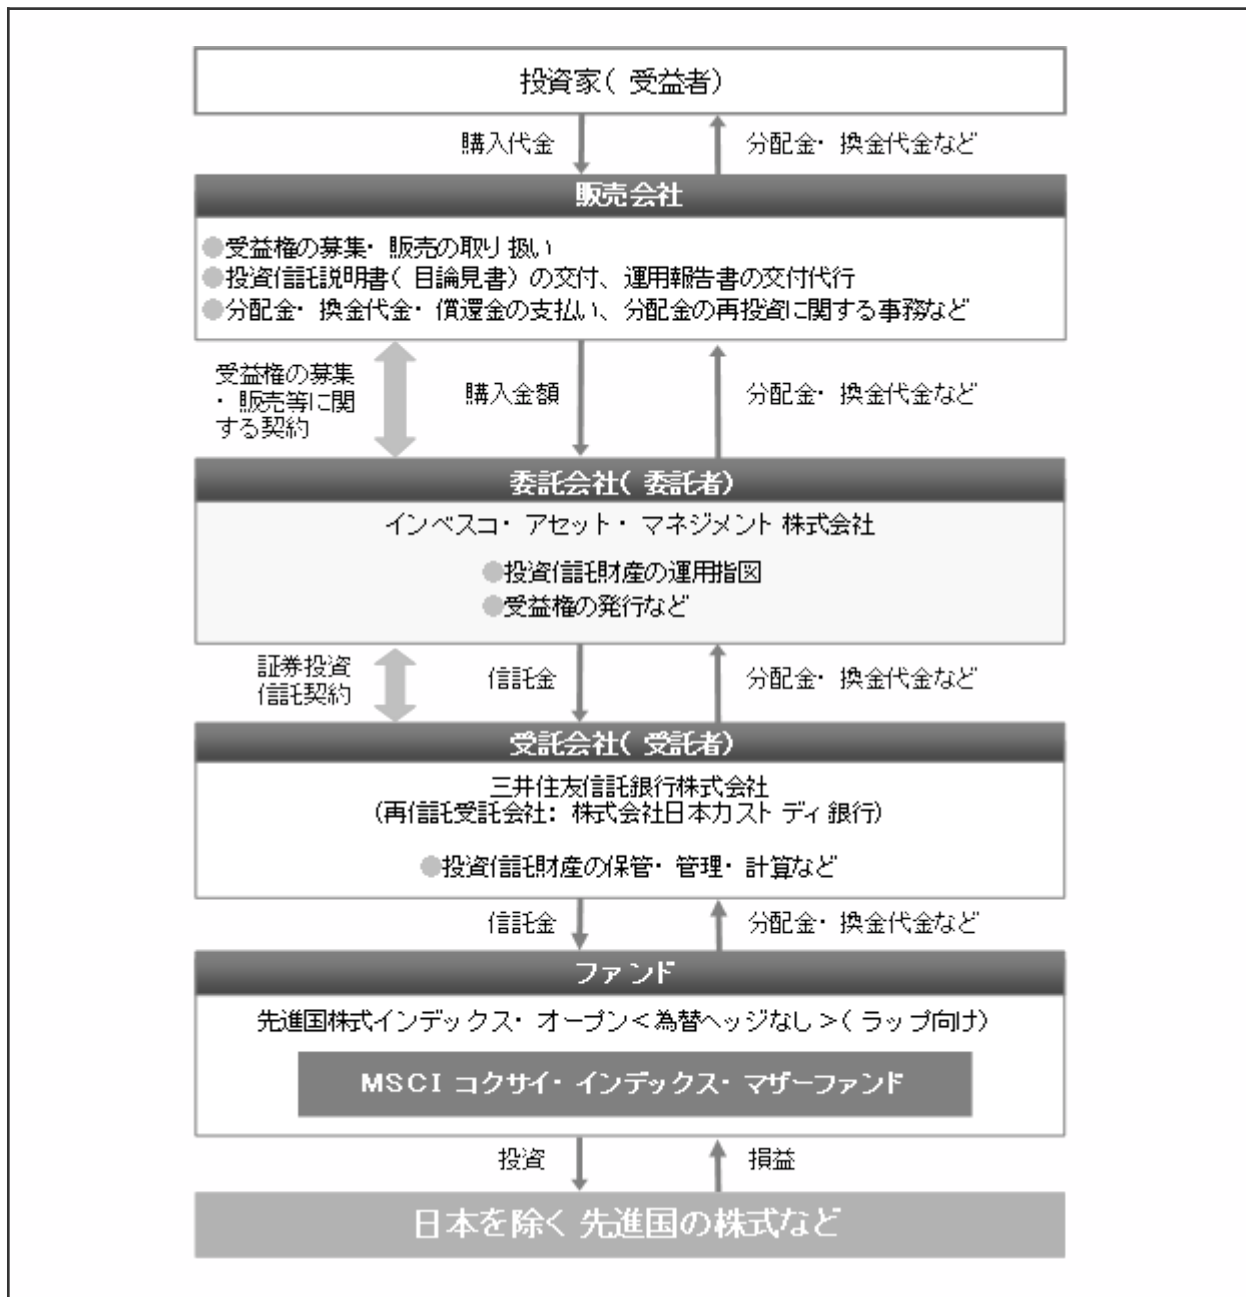 投資家(受益者)
購入代金
分配金・換金代金など
販売会社
●受益権の募集・販売の取り扱い
●投資信託説明書(目論見書)の交付、運用報告書の交付代行
●分配金・換金代金・償還金の支払い、分配金の再投資に関する事務など
受益権の募集
・販売等に関
する契約
購入金額
分配金・換金代金など
委託会社(委託者)
インベスコ・アセット・マネジメント株式会社
●投資信託財産の運用指図
●受益権の発行など
証券投資
信託契約
信託金
分配金・換金代金など
受託会社(受託者)
三井住友信託銀行株式会社
(再信託受託会社:株式会社日本カストディ銀行)
●投資信託財産の保管・管理・計算など
信託金
分配金・換金代金など
ファンド
先進国株式インデックス・オープン<為替ヘッジなし>(ラップ向け)
MSCI コクサイ・インデックス・マザーファンド
投資
損益
日本を除く先進国の株式など